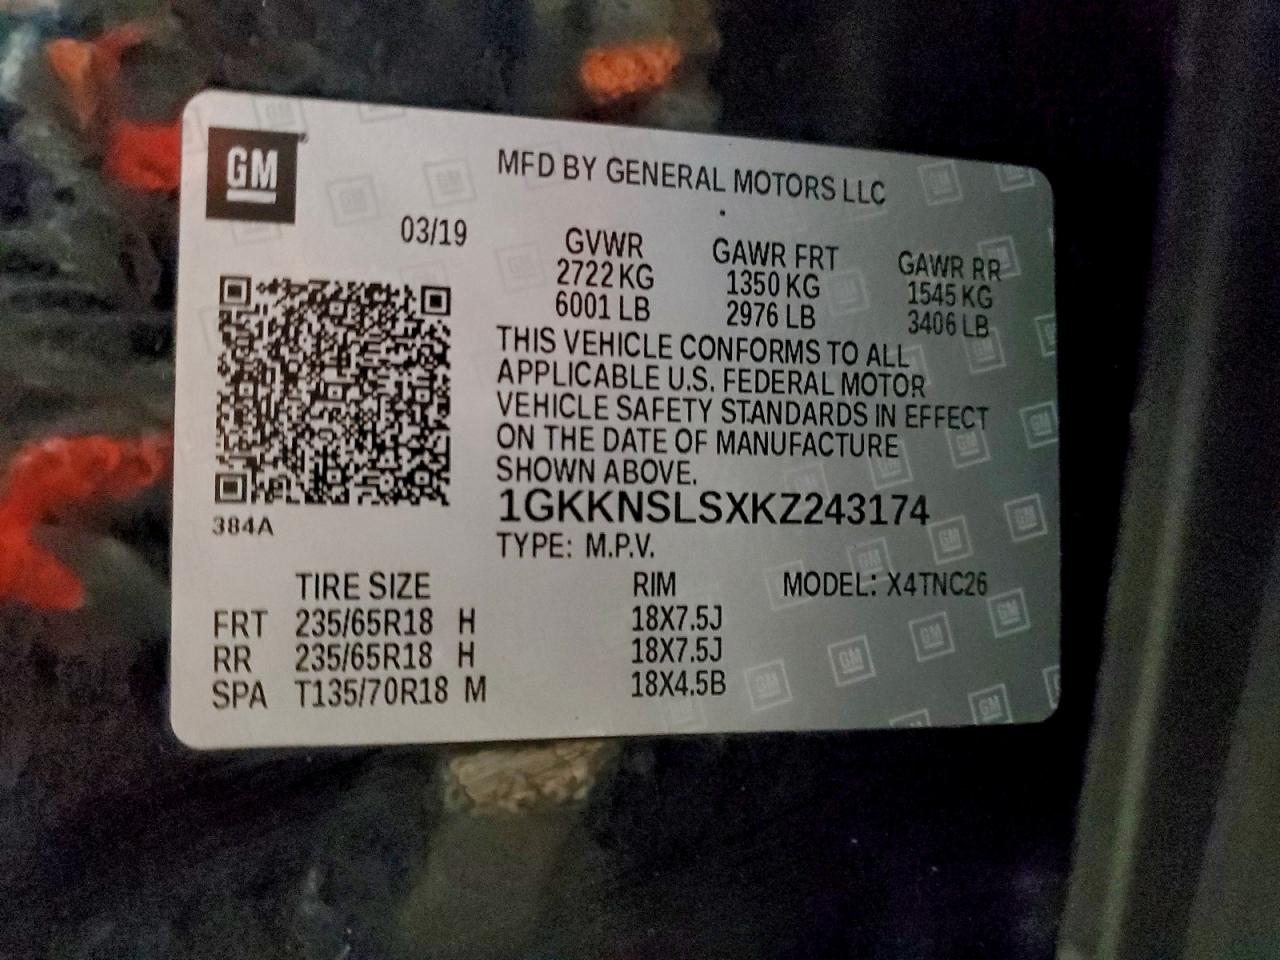 GM
MFD BY GENERAL MOTORS LLC
03/19
GVWR GAWR FRT GAWR RR
2722 KG 1350 KG 1545 KG
6001 LB 2976 LB 3406 LB
THIS VEHICLE CONFORMS TO ALL
APPLICABLE U.S. FEDERAL MOTOR
VEHICLE SAFETY STANDARDS IN EFFECT
ON THE DATE OF MANUFACTURE
SHOWN ABOVE.
1GKKNSLSXKZ243174
384A
TYPE: M.P.V.
TIRE SIZE RIM MODEL: X4TNC26
FRT 235/65R18 H 18X7.5J
RR 235/65R18 H 18X7.5J
SPA T135/70R18 M 18X4.5B